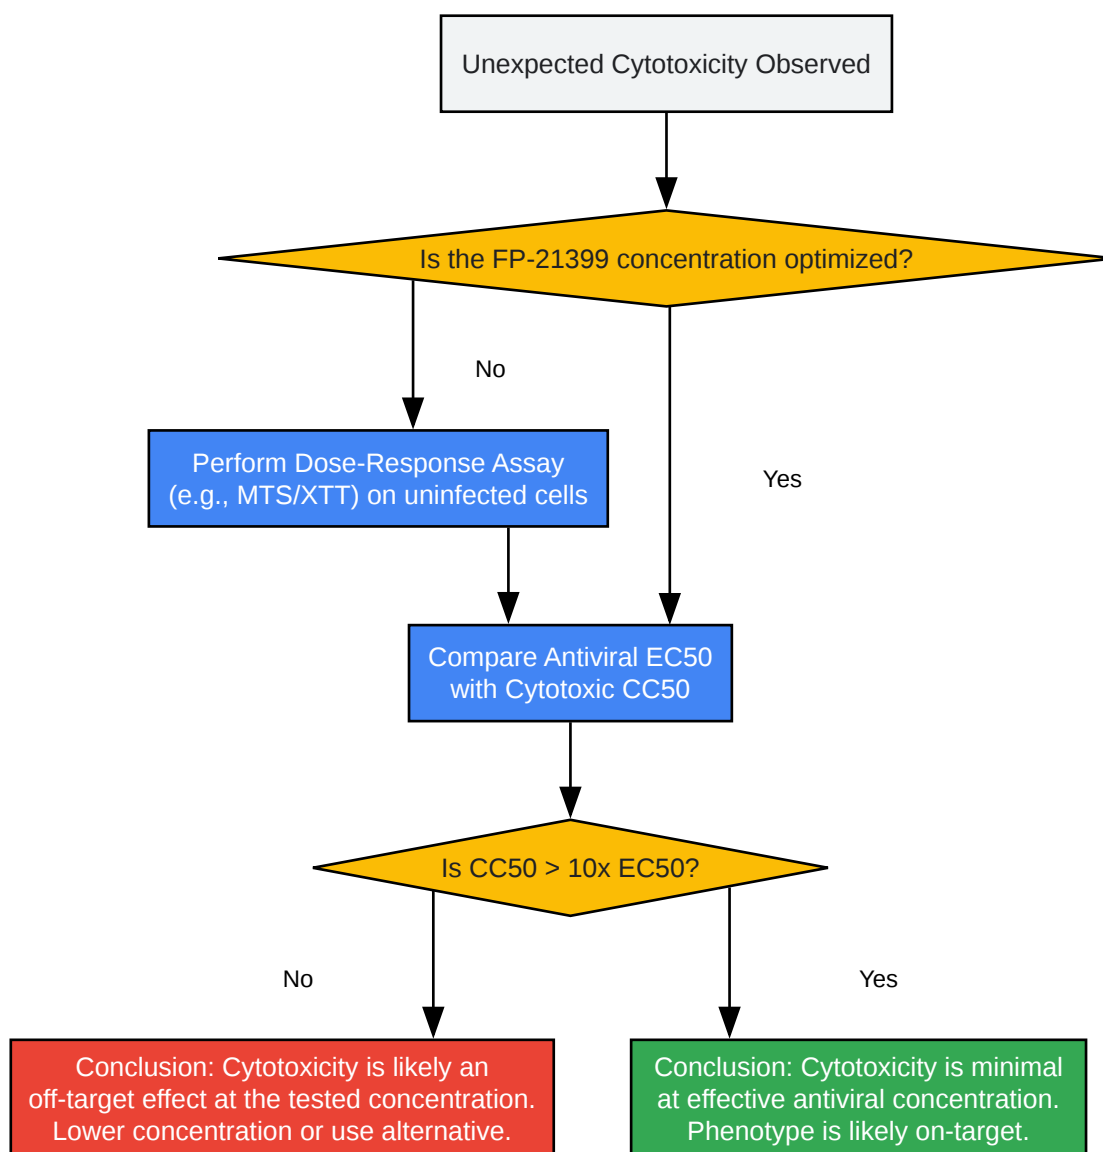 Unexpected Cytotoxicity Observed
Is the FP-21399 concentration optimized?
No
Perform Dose-Response Assay
(e.g., MTS/XTT) on uninfected cells
Yes
Compare Antiviral EC50
with Cytotoxic CC50
Is CC50 > 10x EC50?
No
Yes
Conclusion: Cytotoxicity is likely an
off-target effect at the tested concentration.
Lower concentration or use alternative.
Conclusion: Cytotoxicity is minimal
at effective antiviral concentration.
Phenotype is likely on-target.